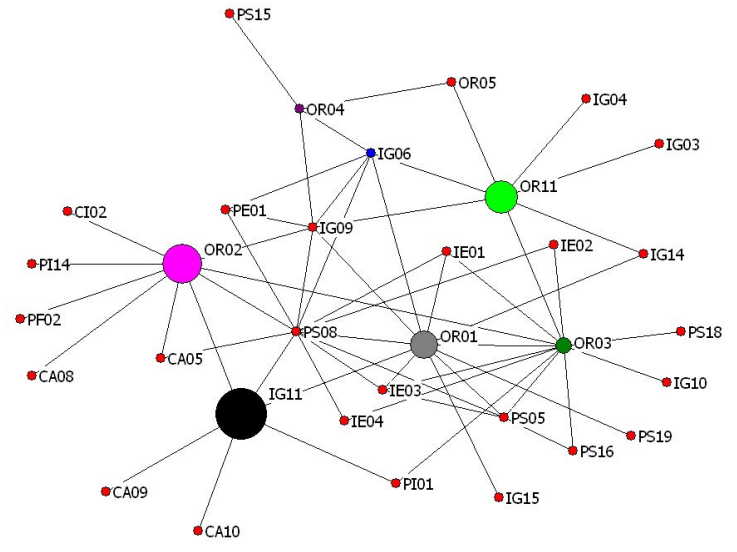 PS15
OR05
IG04
OR04
IG03
IG06
OR11
PE01
CI02
IG09
OR02
IE01
IE02
IG14
PI14
PF02
PS08
OR01
OR03
PS18
CA05
CA08
IG11
IE03
IG10
IE04
PS05
PS19
PS16
PI01
CA09
IG15
CA10